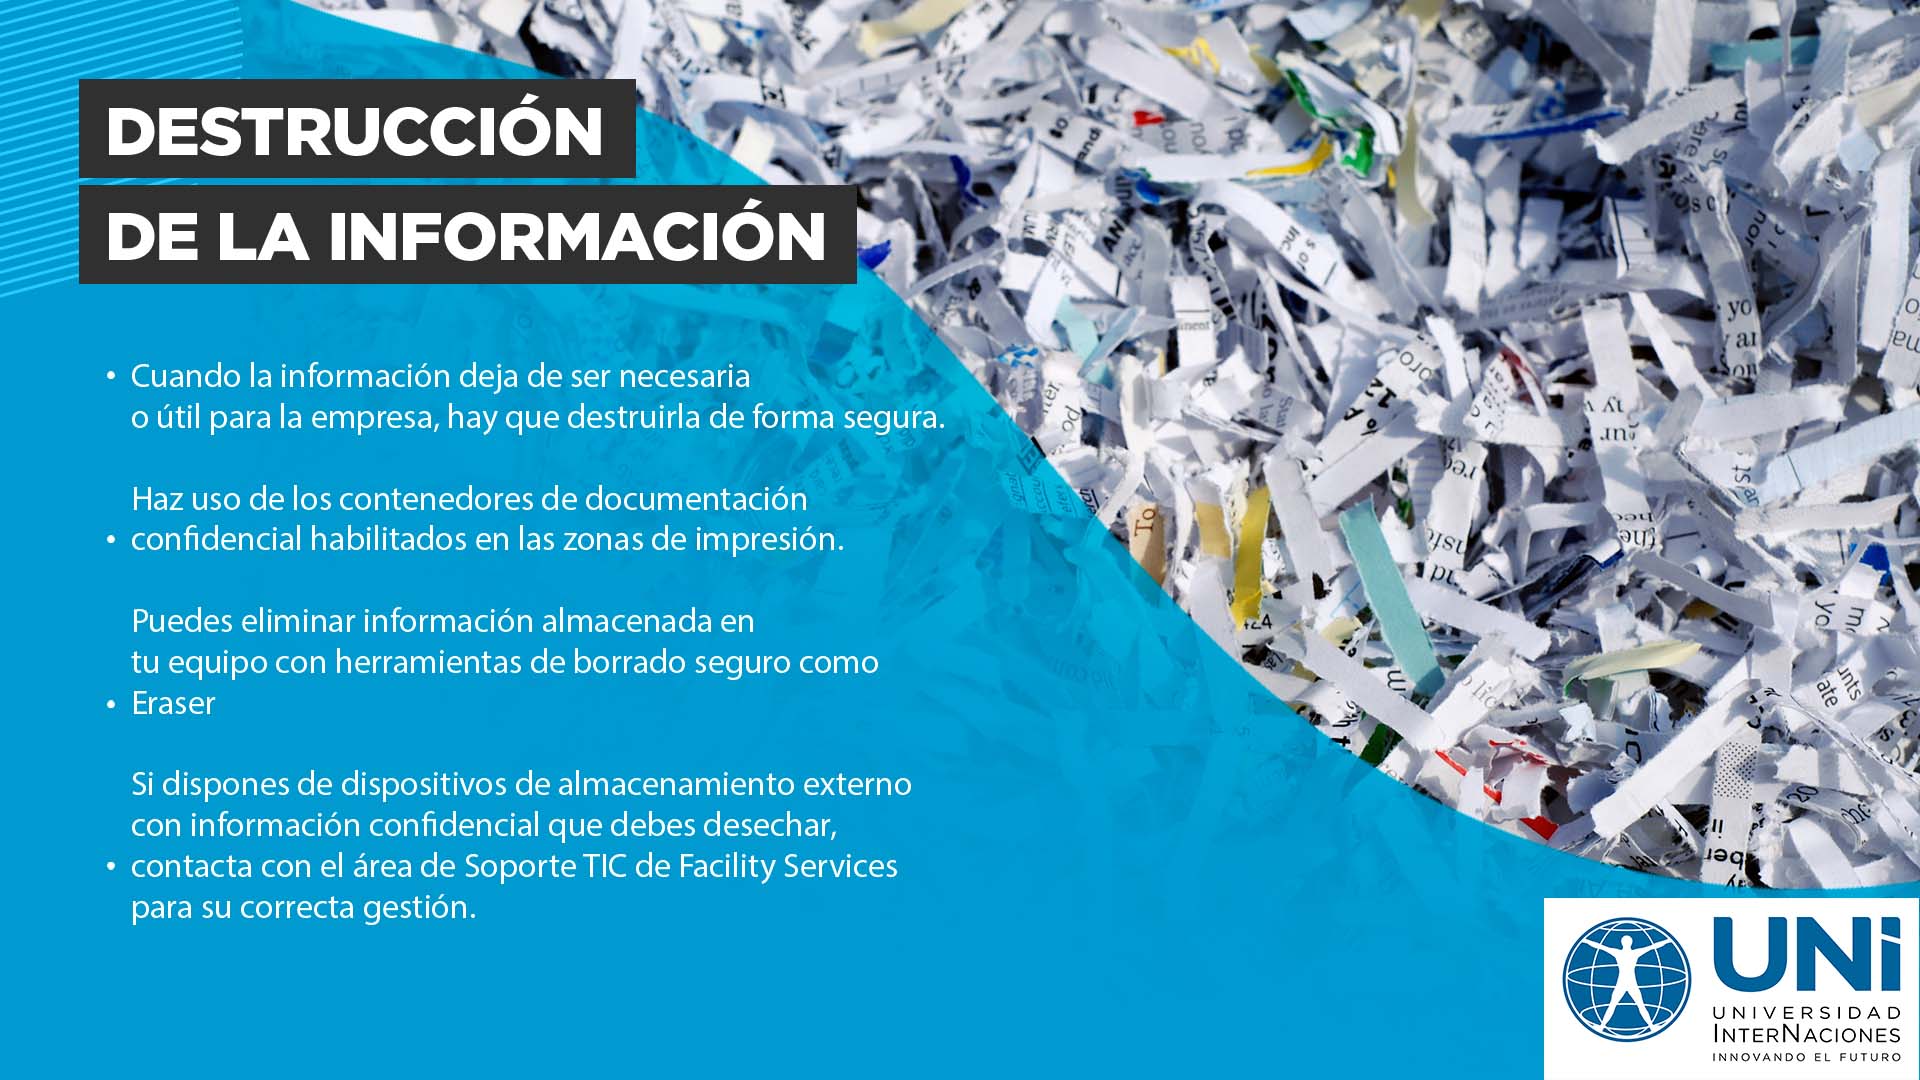 DESTRUCCIÓN
DE LA INFORMACIÓN
• Cuando la información deja de ser necesaria
o útil para la empresa, hay que destruirla de forma segura.
Haz uso de los contenedores de documentación
• confidencial habilitados en las zonas de impresión.
Puedes eliminar información almacenada en
tu equipo con herramientas de borrado seguro como
• Eraser
Si dispones de dispositivos de almacenamiento externo
con información confidencial que debes desechar,
• contacta con el área de Soporte TIC de Facility Services
para su correcta gestión.
UNi
UNIVERSIDAD
INTERNACIONES
INNOVANDO EL FUTURO